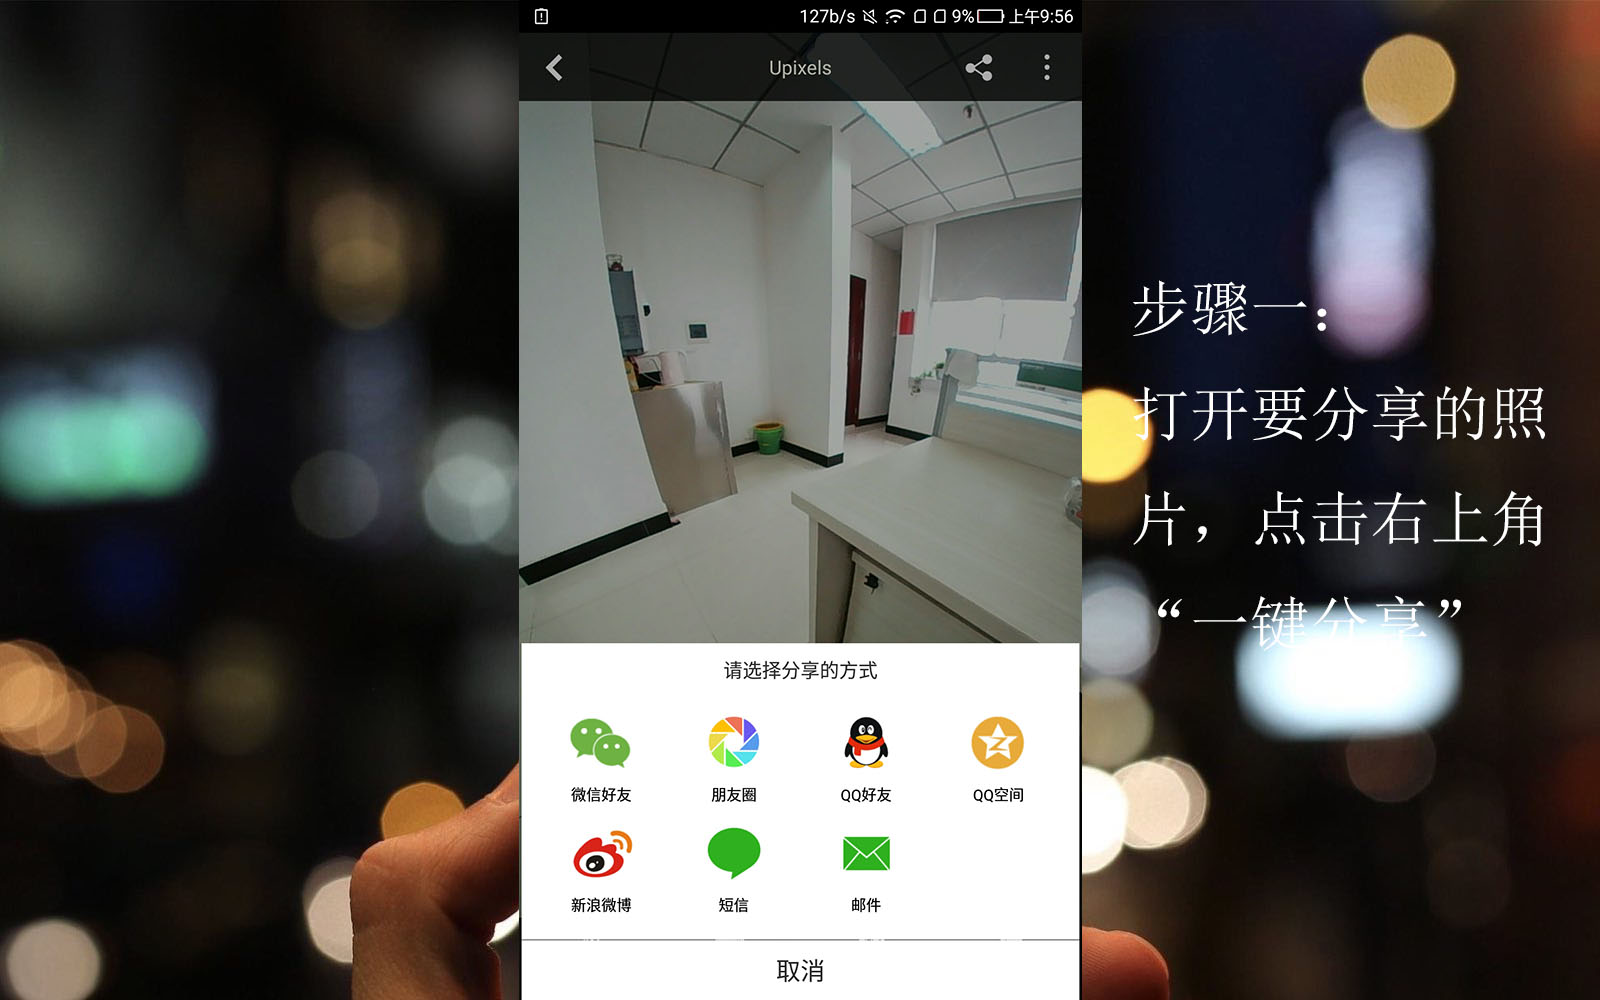 127b/s 9% 上午9:56
Upixels
步骤一：
打开要分享的照
片，点击右上角
“一键分享”
请选择分享的方式
微信好友 朋友圈 QQ好友 QQ空间
新浪微博 短信 邮件
取消